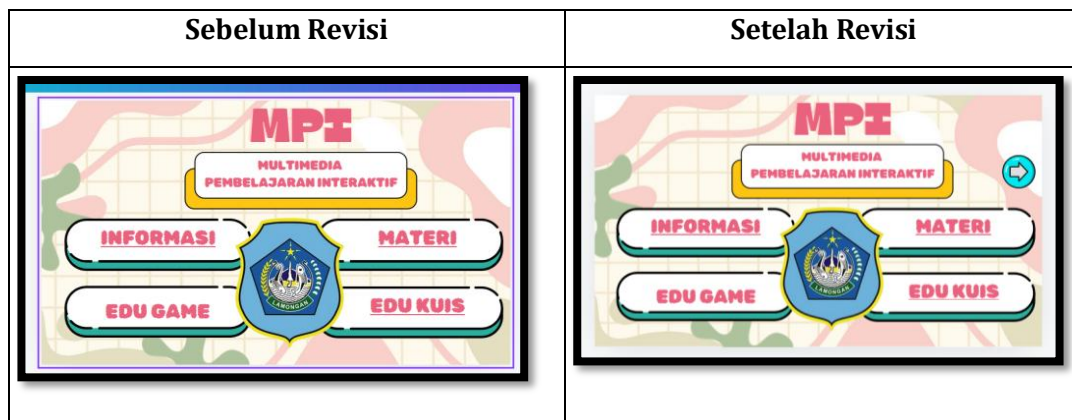 Sebelum Revisi
Setelah Revisi
MPI
MULTIMEDIA
PEMBELAJARAN INTERAKTIF
INFORMASI
MATERI
EDU GAME
EDU KUIS
LAMONGAN
MPI
MULTIMEDIA
PEMBELAJARAN INTERAKTIF
INFORMASI
MATERI
EDU GAME
EDU KUIS
LAMONGAN